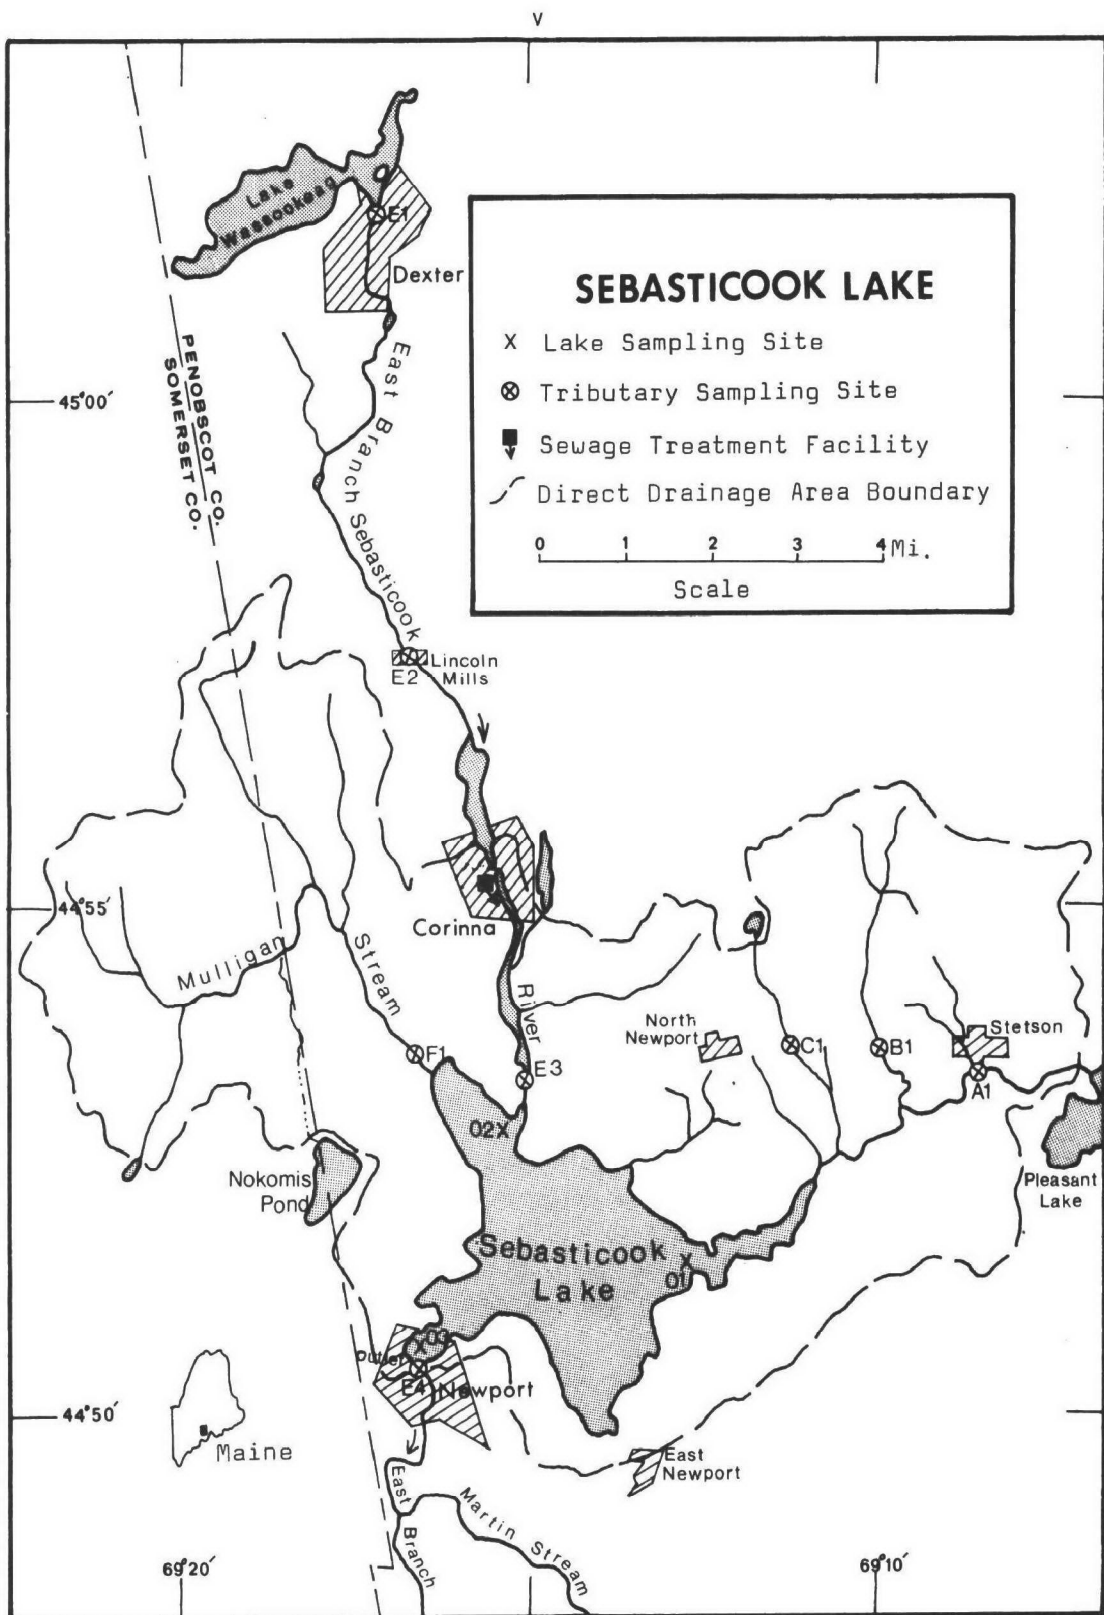 V
Lake
Wassookeag
E1
Dexter
SEBASTICOOK LAKE
X Lake Sampling Site
Tributary Sampling Site
Sewage Treatment Facility
Direct Drainage Area Boundary
0 1 2 3 4 Mi.
Scale
PENOBSCOT CO.
SOMERSET CO.
45°00′
East Branch Sebasticook
River
E2
Lincoln
Mills
44°55′
Corinna
Mulligan
Stream
F1
E3
North
Newport
C1
B1
Stetson
A1
02X
Nokomis
Pond
Pleasant
Lake
Sebasticook
Lake
X
01
Outlet
E4
Newport
44°50′
Maine
East
Newport
East
Branch
Martin Stream
69°20′
69°10′